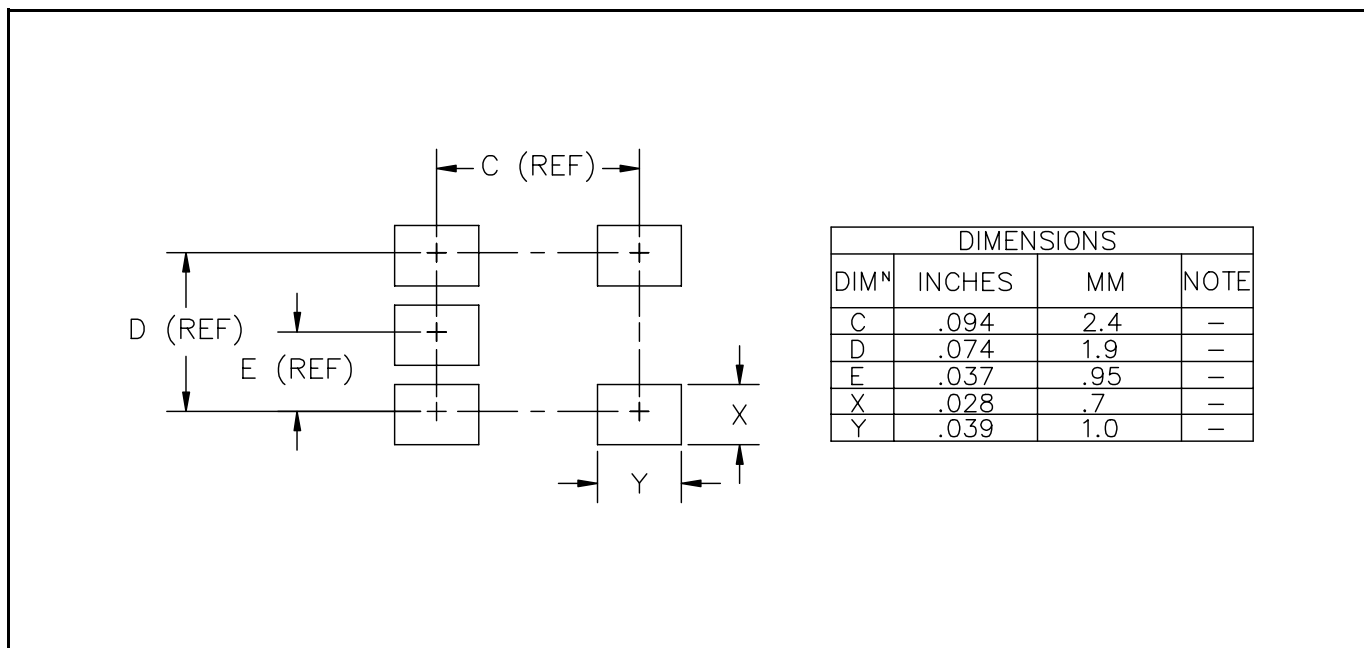 C (REF)
D (REF)
E (REF)
X
Y
DIMENSIONS
DIMᴺ INCHES MM NOTE
C .094 2.4 –
D .074 1.9 –
E .037 .95 –
X .028 .7 –
Y .039 1.0 –